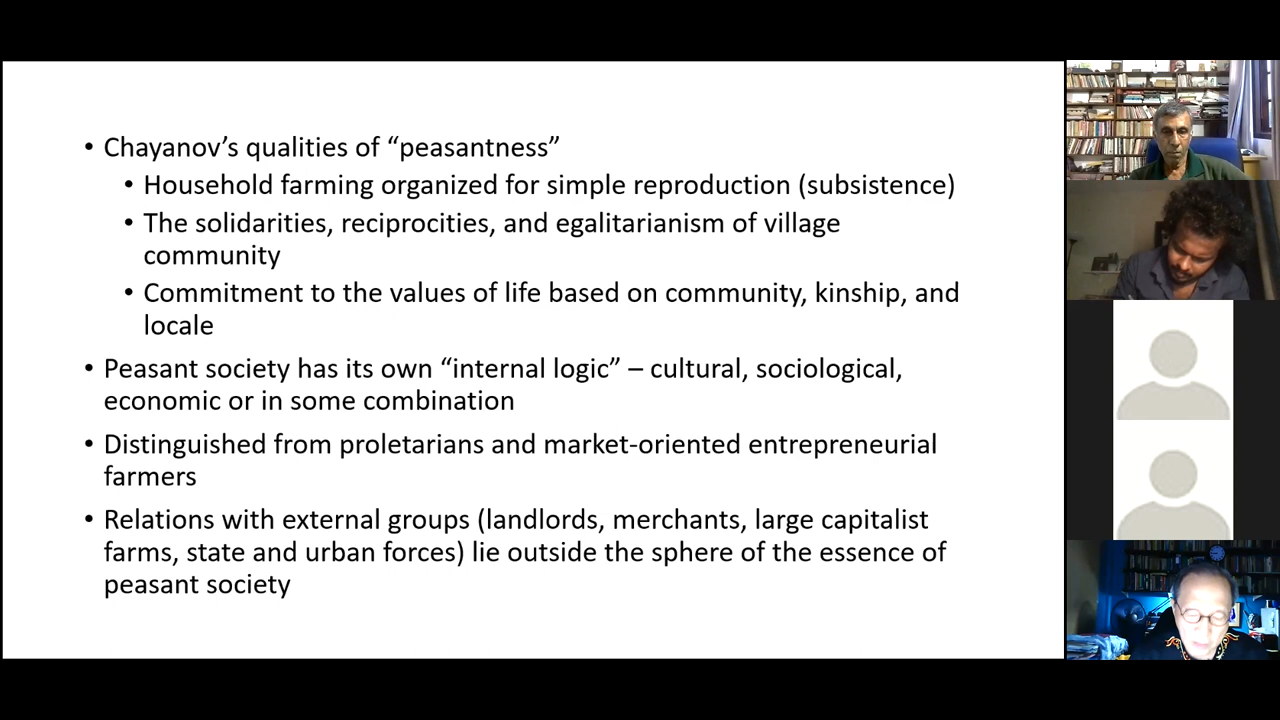 • Chayanov’s qualities of “peasantness”
• Household farming organized for simple reproduction (subsistence)
• The solidarities, reciprocities, and egalitarianism of village
community
• Commitment to the values of life based on community, kinship, and
locale
• Peasant society has its own “internal logic” – cultural, sociological,
economic or in some combination
• Distinguished from proletarians and market-oriented entrepreneurial
farmers
• Relations with external groups (landlords, merchants, large capitalist
farms, state and urban forces) lie outside the sphere of the essence of
peasant society